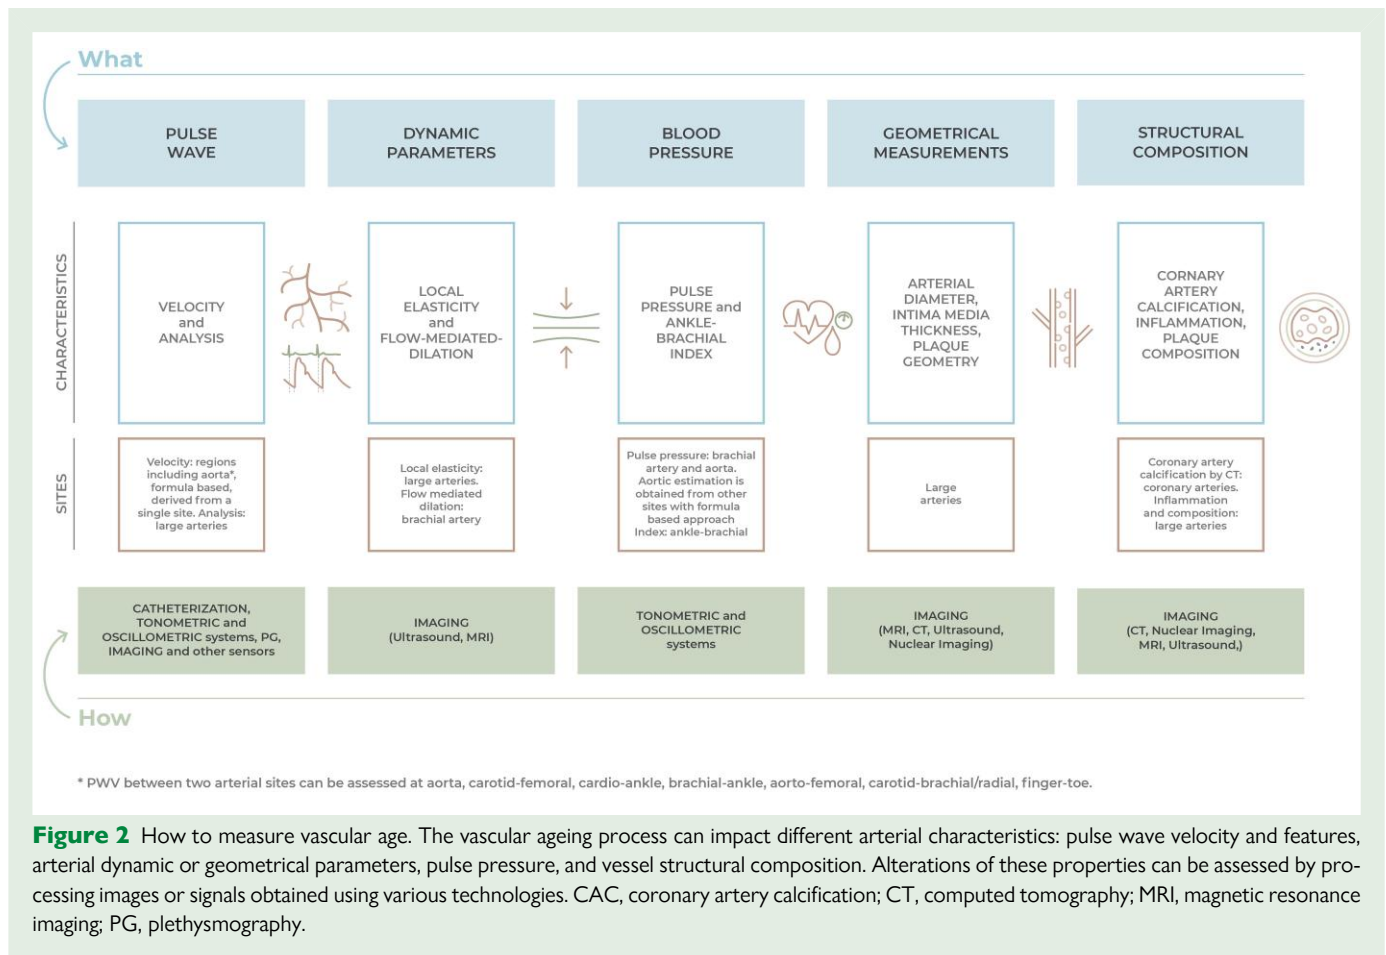 What
PULSE
WAVE
DYNAMIC
PARAMETERS
BLOOD
PRESSURE
GEOMETRICAL
MEASUREMENTS
STRUCTURAL
COMPOSITION
CHARACTERISTICS
VELOCITY
and
ANALYSIS
LOCAL
ELASTICITY
and
FLOW-MEDIATED-
DILATION
PULSE
PRESSURE and
ANKLE-
BRACHIAL
INDEX
ARTERIAL
DIAMETER,
INTIMA MEDIA
THICKNESS,
PLAQUE
GEOMETRY
CORNARY
ARTERY
CALCIFICATION,
INFLAMMATION,
PLAQUE
COMPOSITION
SITES
Velocity: regions
including aorta*,
formula based,
derived from a
single site. Analysis:
large arteries
Local elasticity:
large arteries.
Flow mediated
dilation:
brachial artery
Pulse pressure: brachial
artery and aorta.
Aortic estimation is
obtained from other
sites with formula
based approach
Index: ankle-brachial
Large
arteries
Coronary artery
calcification by CT:
coronary arteries.
Inflammation
and composition:
large arteries
CATHETERIZATION,
TONOMETRIC and
OSCILLOMETRIC systems, PG,
IMAGING and other sensors
IMAGING
(Ultrasound, MRI)
TONOMETRIC and
OSCILLOMETRIC
systems
IMAGING
(MRI, CT, Ultrasound,
Nuclear Imaging)
IMAGING
(CT, Nuclear Imaging,
MRI, Ultrasound,)
How
* PWV between two arterial sites can be assessed at aorta, carotid-femoral, cardio-ankle, brachial-ankle, aorto-femoral, carotid-brachial/radial, finger-toe.
Figure 2 How to measure vascular age. The vascular ageing process can impact different arterial characteristics: pulse wave velocity and features,
arterial dynamic or geometrical parameters, pulse pressure, and vessel structural composition. Alterations of these properties can be assessed by pro-
cessing images or signals obtained using various technologies. CAC, coronary artery calcification; CT, computed tomography; MRI, magnetic resonance
imaging; PG, plethysmography.